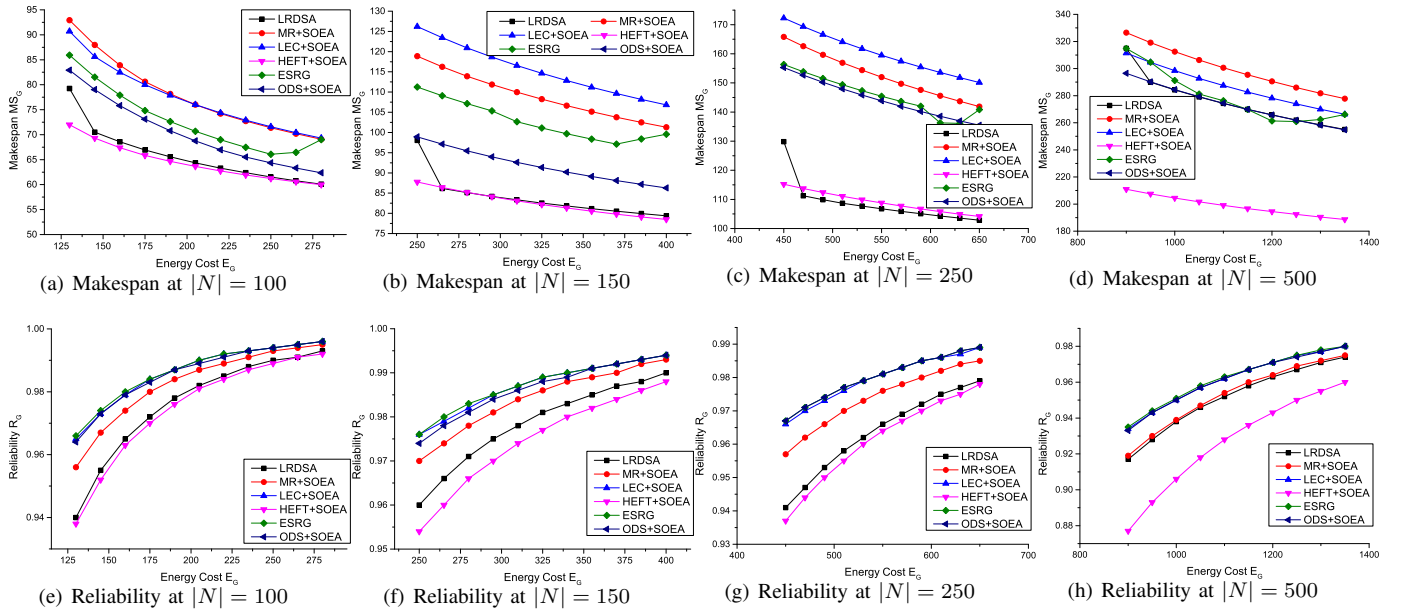 95
90
85
80
75
70
65
60
55
50
Makespan MS_G
LRDSA
MR+SOEA
LEC+SOEA
HEFT+SOEA
ESRG
ODS+SOEA
125 150 175 200 225 250 275
Energy Cost E_G
(a) Makespan at |N| = 100
130
125
120
115
110
105
100
95
90
85
80
75
Makespan MS_G
LRDSA MR+SOEA
LEC+SOEA HEFT+SOEA
ESRG ODS+SOEA
250 300 350 400
Energy Cost E_G
(b) Makespan at |N| = 150
170
160
150
140
130
120
110
100
Makespan MS_G
LRDSA
MR+SOEA
LEC+SOEA
HEFT+SOEA
ESRG
ODS+SOEA
400 500 600 700
Energy Cost E_G
(c) Makespan at |N| = 250
340
320
300
280
260
240
220
200
180
Makespan MS_G
LRDSA
MR+SOEA
LEC+SOEA
HEFT+SOEA
ESRG
ODS+SOEA
800 1000 1200 1400
Energy Cost E_G
(d) Makespan at |N| = 500
1.00
0.98
0.96
0.94
Reliability R_G
LRDSA
MR+SOEA
LEC+SOEA
HEFT+SOEA
ESRG
ODS+SOEA
125 150 175 200 225 250 275
Energy Cost E_G
(e) Reliability at |N| = 100
1.00
0.99
0.98
0.97
0.96
0.95
Reliability R_G
LRDSA
MR+SOEA
LEC+SOEA
HEFT+SOEA
ESRG
ODS+SOEA
250 300 350 400
Energy Cost E_G
(f) Reliability at |N| = 150
0.99
0.98
0.97
0.96
0.95
0.94
0.93
Reliability R_G
LRDSA
MR+SOEA
LEC+SOEA
HEFT+SOEA
ESRG
ODS+SOEA
400 500 600 700
Energy Cost E_G
(g) Reliability at |N| = 250
0.98
0.96
0.94
0.92
0.90
0.88
Reliability R_G
LRDSA
MR+SOEA
LEC+SOEA
HEFT+SOEA
ESRG
ODS+SOEA
800 1000 1200 1400
Energy Cost E_G
(h) Reliability at |N| = 500